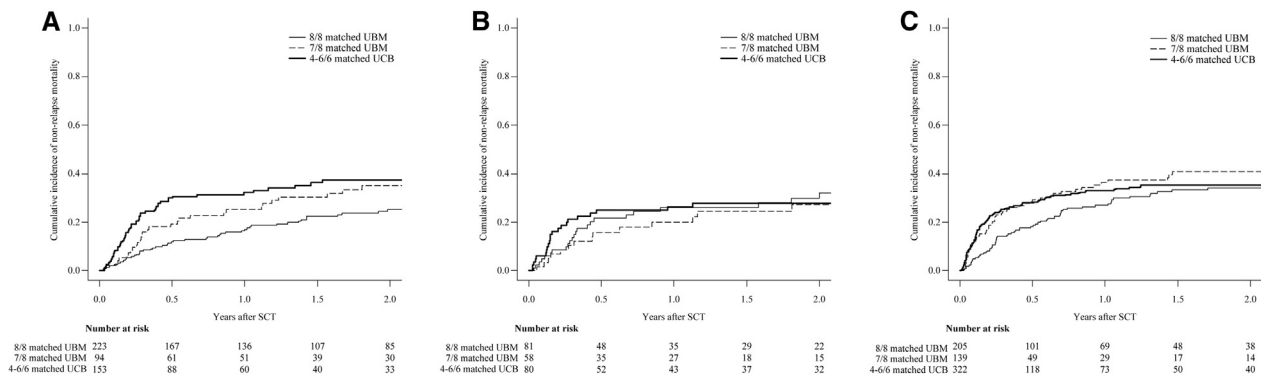 A
Cumulative incidence of non-relapse mortality
1.0
0.8
0.6
0.4
0.2
0.0
8/8 matched UBM
7/8 matched UBM
4-6/6 matched UCB
0.0 0.5 1.0 1.5 2.0
Years after SCT
Number at risk
8/8 matched UBM 223 167 136 107 85
7/8 matched UBM 94 61 51 39 30
4-6/6 matched UCB 153 88 60 40 33
B
Cumulative incidence of non-relapse mortality
1.0
0.8
0.6
0.4
0.2
0.0
8/8 matched UBM
7/8 matched UBM
4-6/6 matched UCB
0.0 0.5 1.0 1.5 2.0
Years after SCT
Number at risk
8/8 matched UBM 81 48 35 29 22
7/8 matched UBM 58 35 27 18 15
4-6/6 matched UCB 80 52 43 37 32
C
Cumulative incidence of non-relapse mortality
1.0
0.8
0.6
0.4
0.2
0.0
8/8 matched UBM
7/8 matched UBM
4-6/6 matched UCB
0.0 0.5 1.0 1.5 2.0
Years after SCT
Number at risk
8/8 matched UBM 205 101 69 48 38
7/8 matched UBM 139 49 29 17 14
4-6/6 matched UCB 322 118 73 50 40